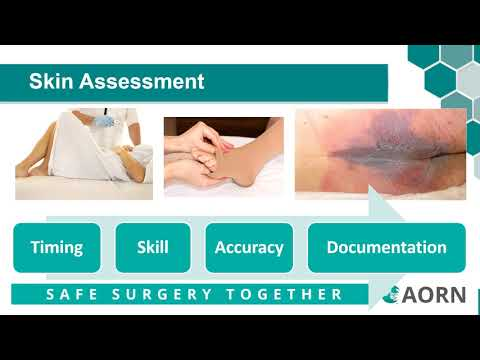 Skin Assessment
Timing
Skill
Accuracy
Documentation
SAFE SURGERY TOGETHER
AORN